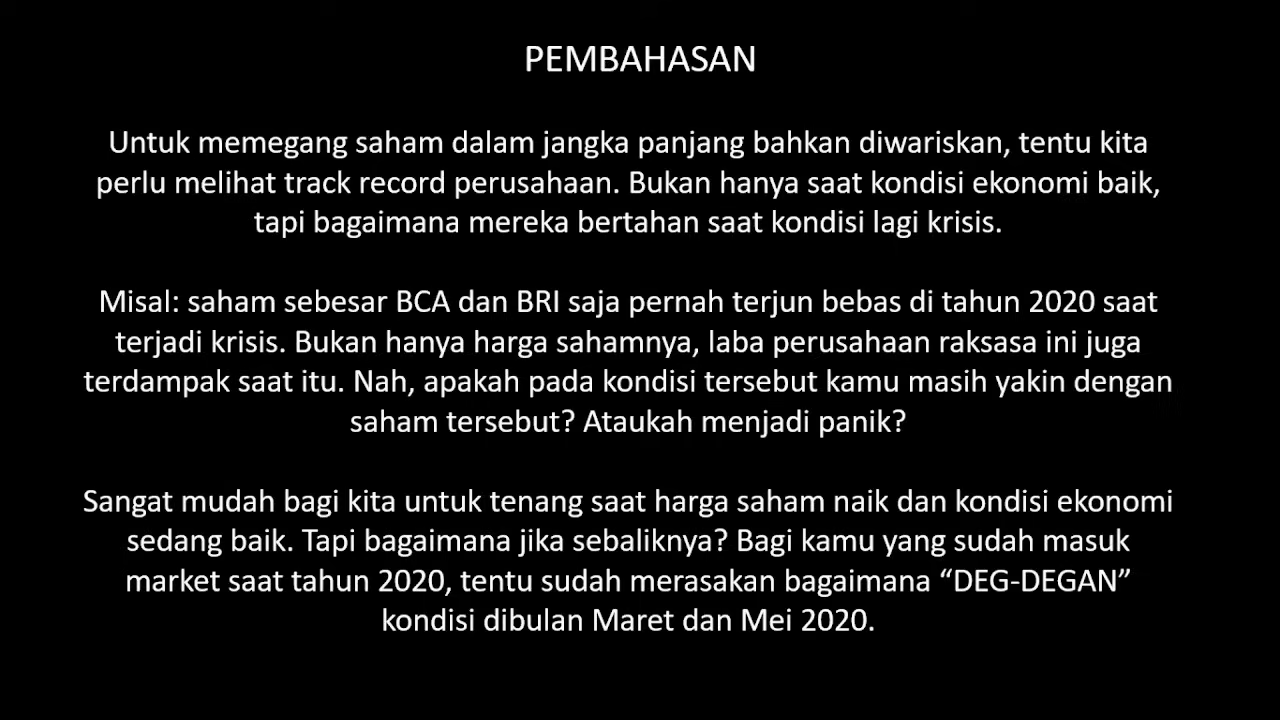 PEMBAHASAN
Untuk memegang saham dalam jangka panjang bahkan diwariskan, tentu kita
perlu melihat track record perusahaan. Bukan hanya saat kondisi ekonomi baik,
tapi bagaimana mereka bertahan saat kondisi lagi krisis.
Misal: saham sebesar BCA dan BRI saja pernah terjun bebas di tahun 2020 saat
terjadi krisis. Bukan hanya harga sahamnya, laba perusahaan raksasa ini juga
terdampak saat itu. Nah, apakah pada kondisi tersebut kamu masih yakin dengan
saham tersebut? Ataukah menjadi panik?
Sangat mudah bagi kita untuk tenang saat harga saham naik dan kondisi ekonomi
sedang baik. Tapi bagaimana jika sebaliknya? Bagi kamu yang sudah masuk
market saat tahun 2020, tentu sudah merasakan bagaimana “DEG-DEGAN”
kondisi dibulan Maret dan Mei 2020.